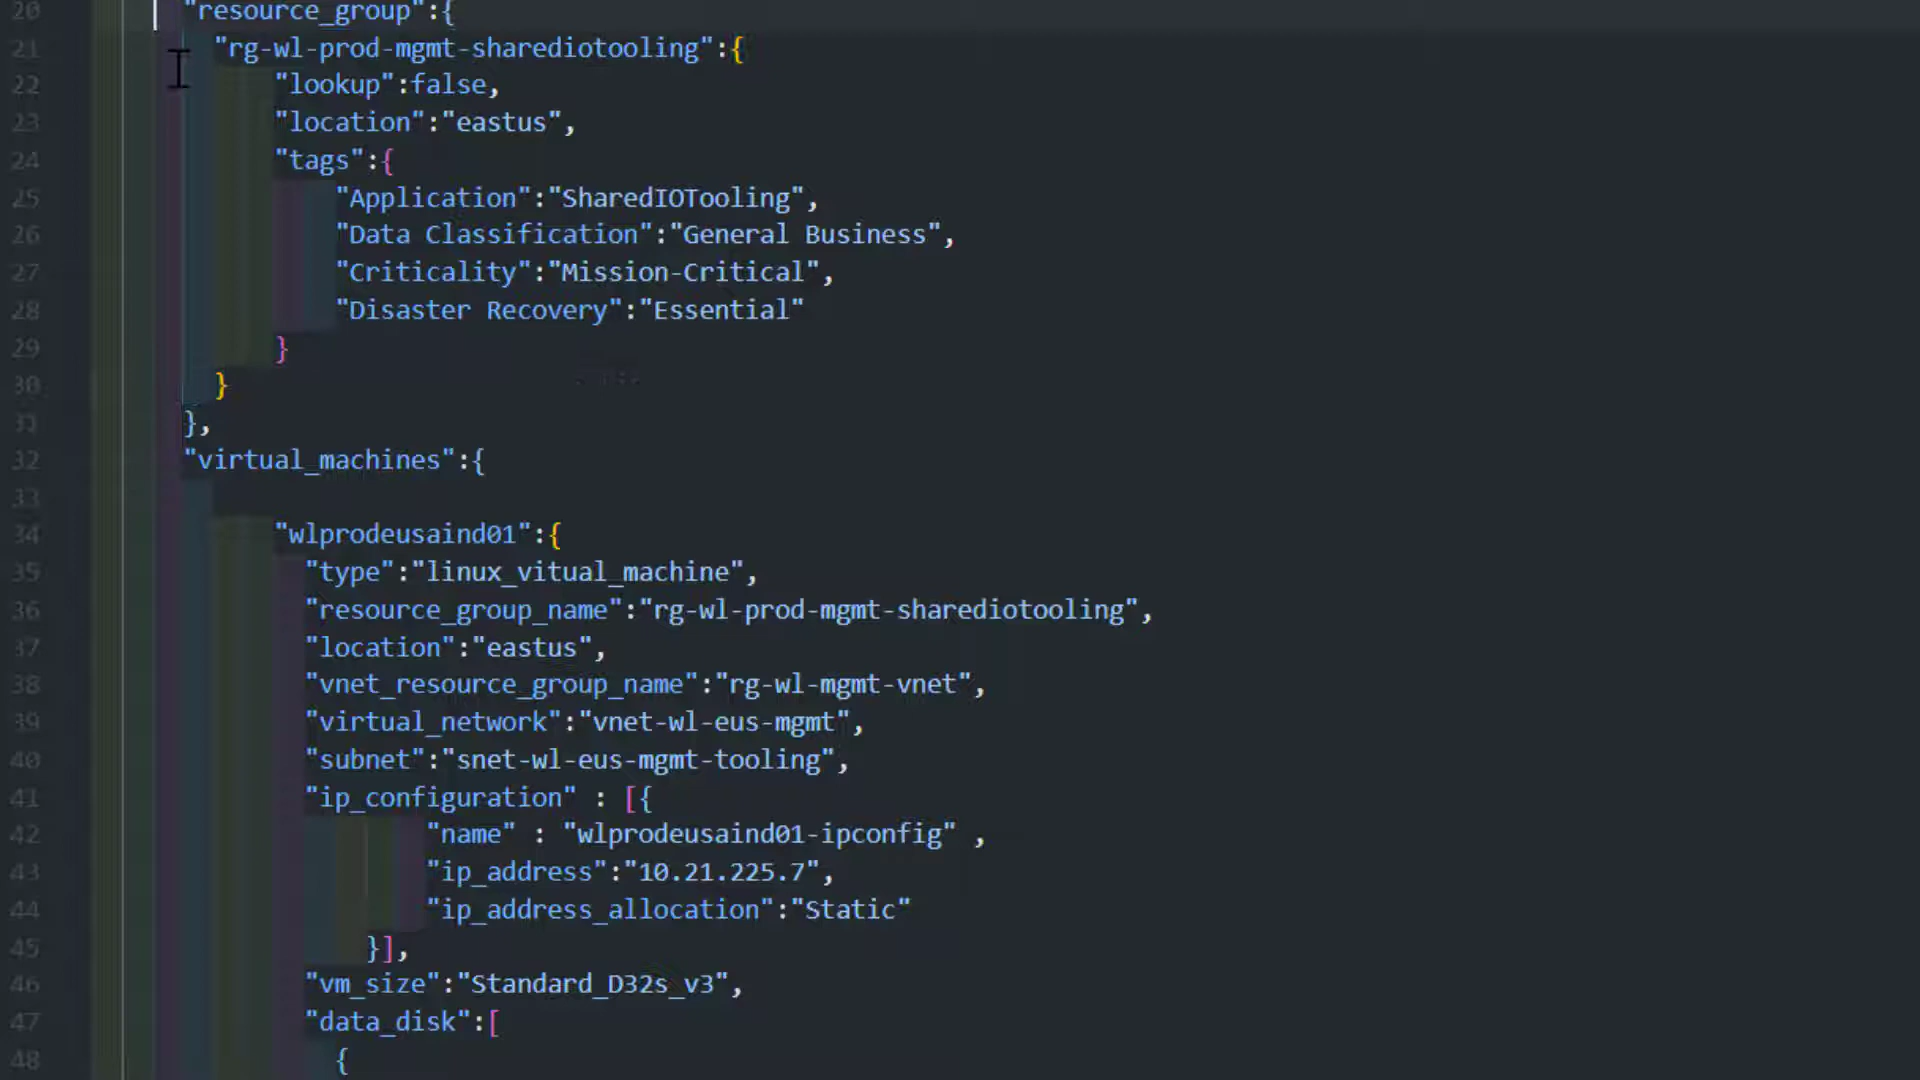 20 "resource_group":{
21 "rg-wl-prod-mgmt-sharediotooling":{
22 "lookup":false,
23 "location":"eastus",
24 "tags":{
25 "Application":"SharedIOTooling",
26 "Data Classification":"General Business",
27 "Criticality":"Mission-Critical",
28 "Disaster Recovery":"Essential"
29 }
30 }
31 },
32 "virtual_machines":{
33
34 "wlprodeusaind01":{
35 "type":"linux_vitual_machine",
36 "resource_group_name":"rg-wl-prod-mgmt-sharediotooling",
37 "location":"eastus",
38 "vnet_resource_group_name":"rg-wl-mgmt-vnet",
39 "virtual_network":"vnet-wl-eus-mgmt",
40 "subnet":"snet-wl-eus-mgmt-tooling",
41 "ip_configuration" : [{
42 "name" : "wlprodeusaind01-ipconfig" ,
43 "ip_address":"10.21.225.7",
44 "ip_address_allocation":"Static"
45 }],
46 "vm_size":"Standard_D32s_v3",
47 "data_disk":[
48 {